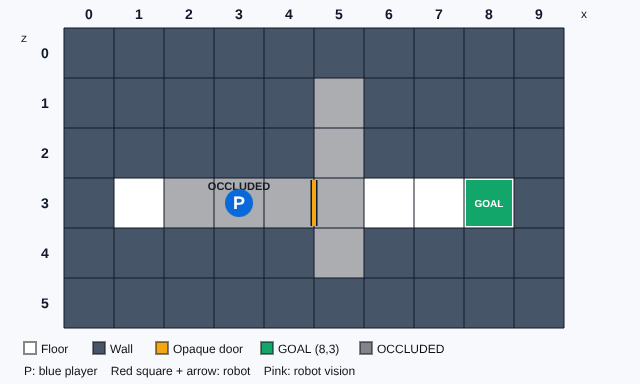 0 1 2 3 4 5 6 7 8 9 x
z
0
1
2
3
OCCLUDED
P
GOAL
4
5
Floor Wall Opaque door GOAL (8,3) OCCLUDED
P: blue player Red square + arrow: robot Pink: robot vision